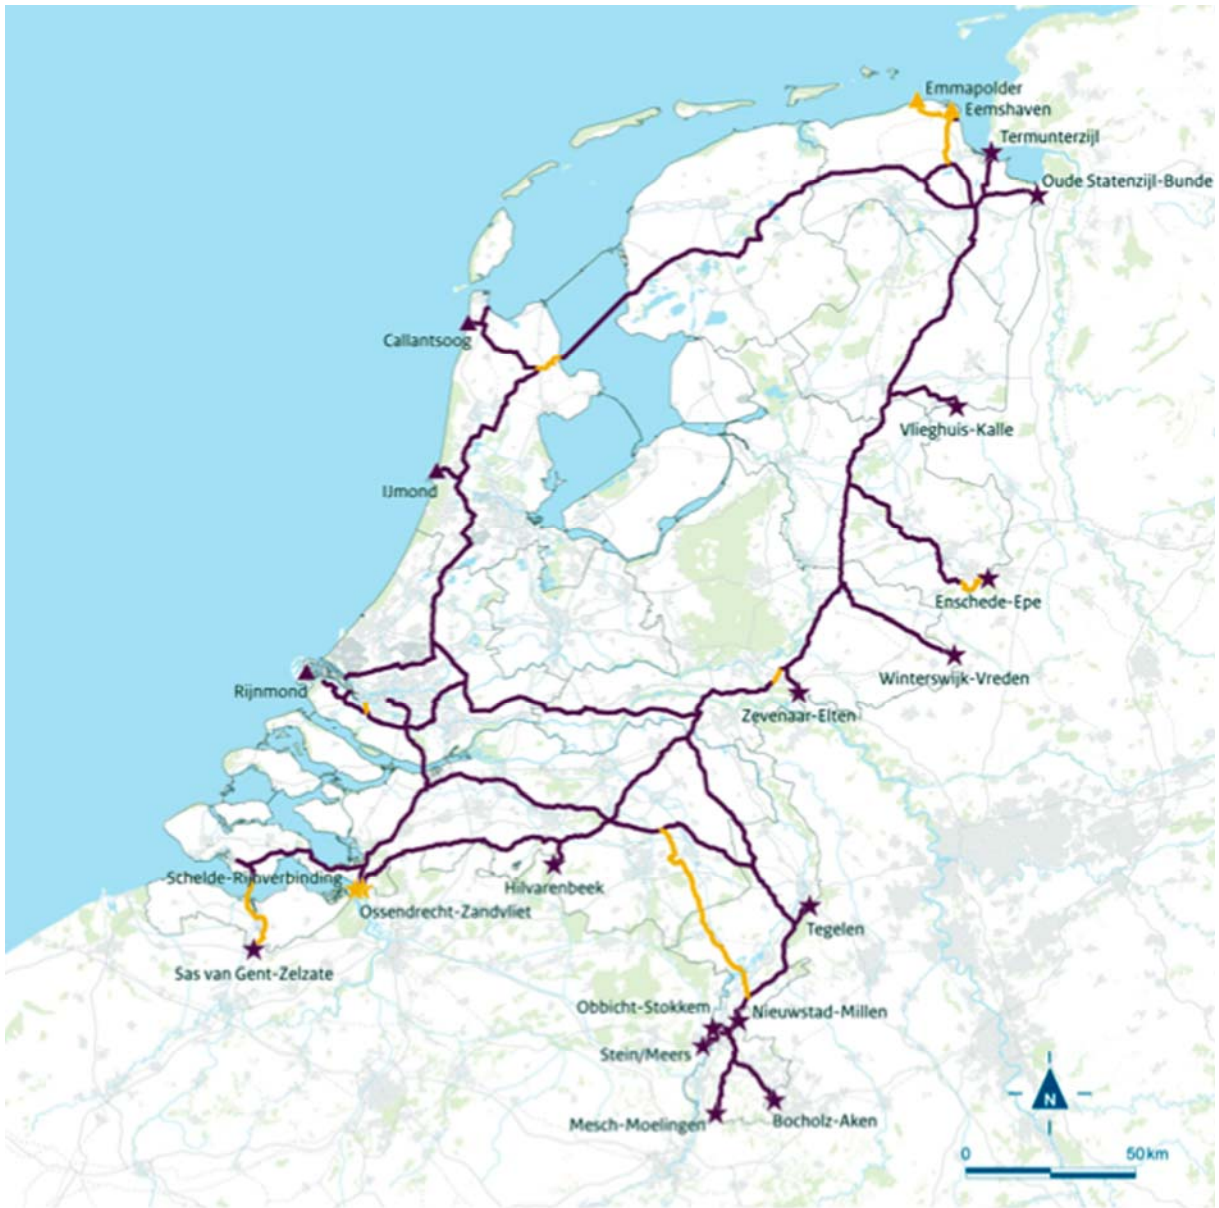 Emmapolder
Eemshaven
Termunterzijl
Oude Statenzijl-Bunde
Callantsoog
Vlieghuis-Kalle
IJmond
Enschede-Epe
Winterswijk-Vreden
Rijnmond
Zevenaar-Elten
Schelde-Rijnverbinding
Hilvarenbeek
Ossendrecht-Zandvliet
Tegelen
Sas van Gent-Zelzate
Obbicht-Stokkem
Nieuwstad-Millen
Stein/Meers
N
Mesch-Moelingen
Bocholz-Aken
0 50 km